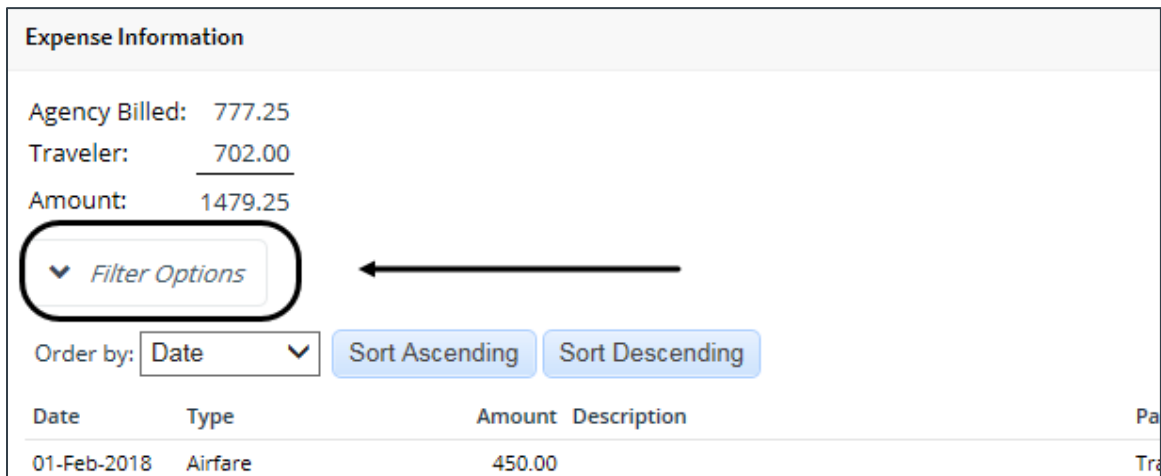 Expense Information
Agency Billed: 777.25
Traveler: 702.00
Amount: 1479.25
Filter Options
Order by: Date Sort Ascending Sort Descending
Date Type Amount Description
01-Feb-2018 Airfare 450.00